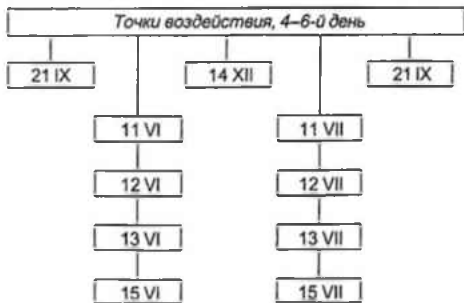 Точки воздействия, 4–6-й день
21 IX
14 XII
21 IX
11 VI
11 VII
12 VI
12 VII
13 VI
13 VII
15 VI
15 VII